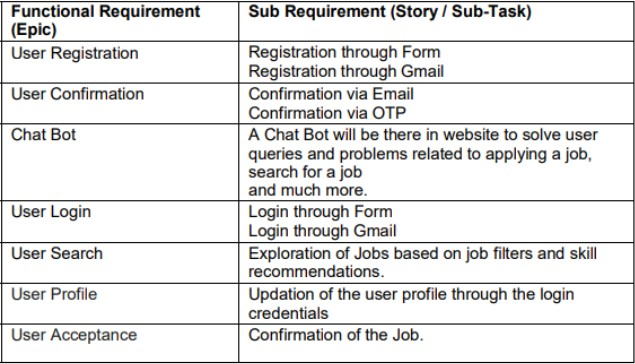 Functional Requirement (Epic)
Sub Requirement (Story / Sub-Task)
User Registration
Registration through Form
Registration through Gmail
User Confirmation
Confirmation via Email
Confirmation via OTP
Chat Bot
A Chat Bot will be there in website to solve user
queries and problems related to applying a job,
search for a job
and much more.
User Login
Login through Form
Login through Gmail
User Search
Exploration of Jobs based on job filters and skill
recommendations.
User Profile
Updation of the user profile through the login
credentials
User Acceptance
Confirmation of the Job.